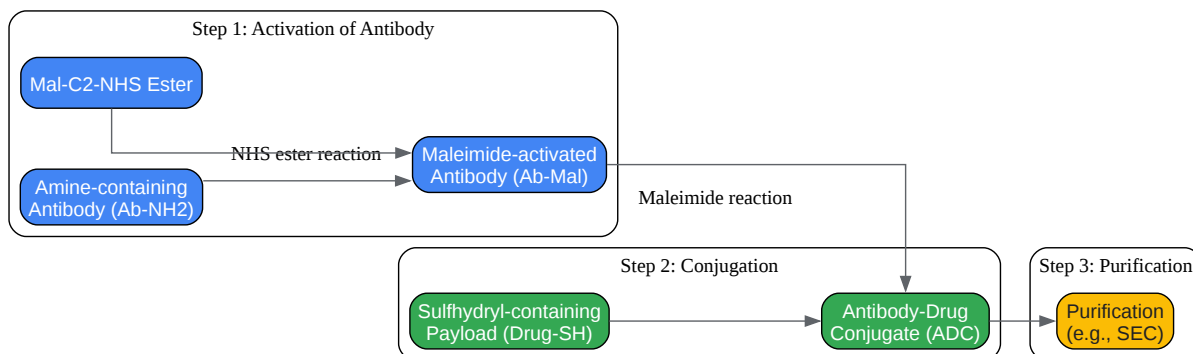 Step 1: Activation of Antibody
Mal-C2-NHS Ester
NHS ester reaction
Amine-containing
Antibody (Ab-NH2)
Maleimide-activated
Antibody (Ab-Mal)
Maleimide reaction
Step 2: Conjugation
Sulfhydryl-containing
Payload (Drug-SH)
Antibody-Drug
Conjugate (ADC)
Step 3: Purification
Purification
(e.g., SEC)